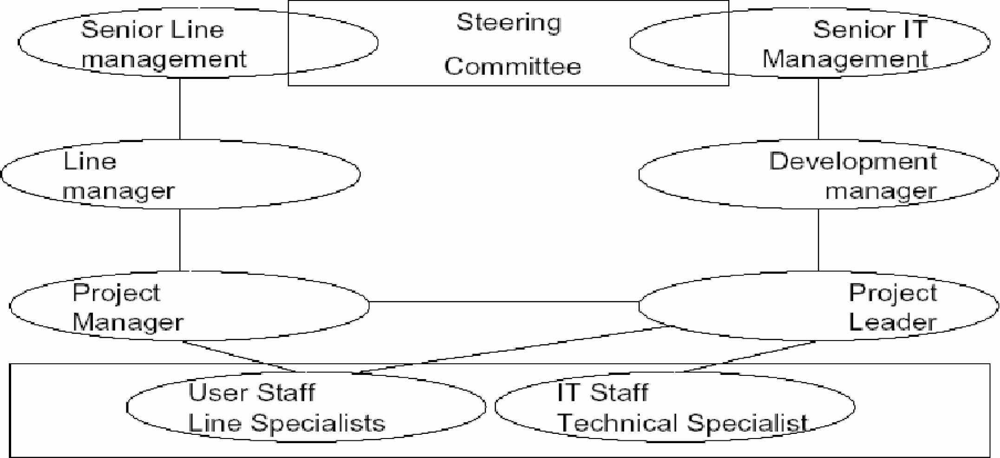 Senior Line
management
Steering
Committee
Senior IT
Management
Line
manager
Development
manager
Project
Manager
Project
Leader
User Staff
Line Specialists
IT Staff
Technical Specialist